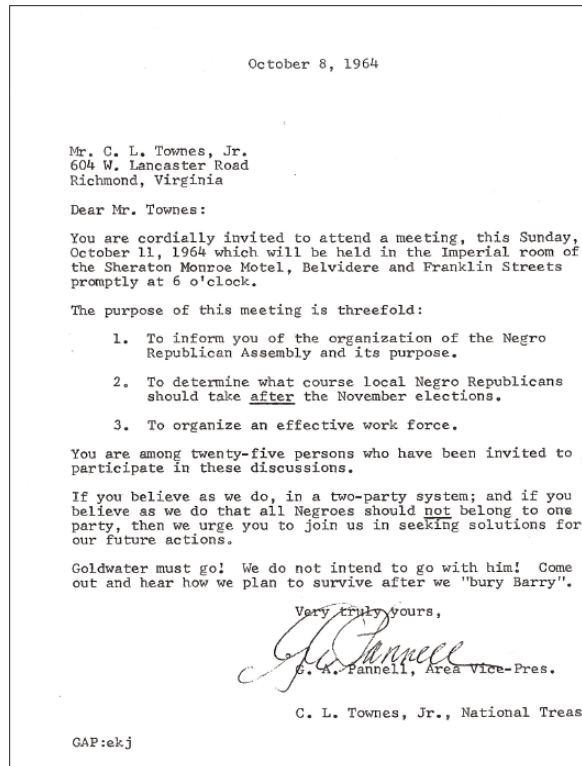 October 8, 1964
Mr. C. L. Townes, Jr.
604 W. Lancaster Road
Richmond, Virginia
Dear Mr. Townes:
You are cordially invited to attend a meeting, this Sunday,
October 11, 1964 which will be held in the Imperial room of
the Sheraton Monroe Motel, Belvidere and Franklin Streets
promptly at 6 o'clock.
The purpose of this meeting is threefold:
1. To inform you of the organization of the Negro
Republican Assembly and its purpose.
2. To determine what course local Negro Republicans
should take after the November elections.
3. To organize an effective work force.
You are among twenty-five persons who have been invited to
participate in these discussions.
If you believe as we do, in a two-party system; and if you
believe as we do that all Negroes should not belong to one
party, then we urge you to join us in seeking solutions for
our future actions.
Goldwater must go! We do not intend to go with him! Come
out and hear how we plan to survive after we "bury Barry".
Very truly yours,
G. A. Pannell
G. A. Pannell, Area Vice-Pres.
C. L. Townes, Jr., National Treas
GAP:ekj